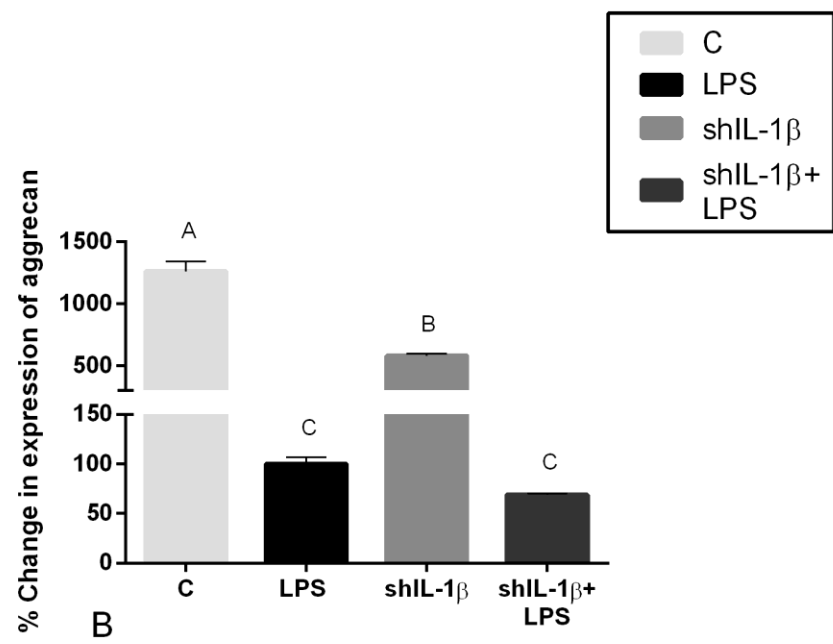 C
LPS
shIL-1β
shIL-1β+
LPS
% Change in expression of aggrecan
1500
1000
500
150
100
50
0
A
C
B
C
C
LPS
shIL-1β
shIL-1β+
LPS
B